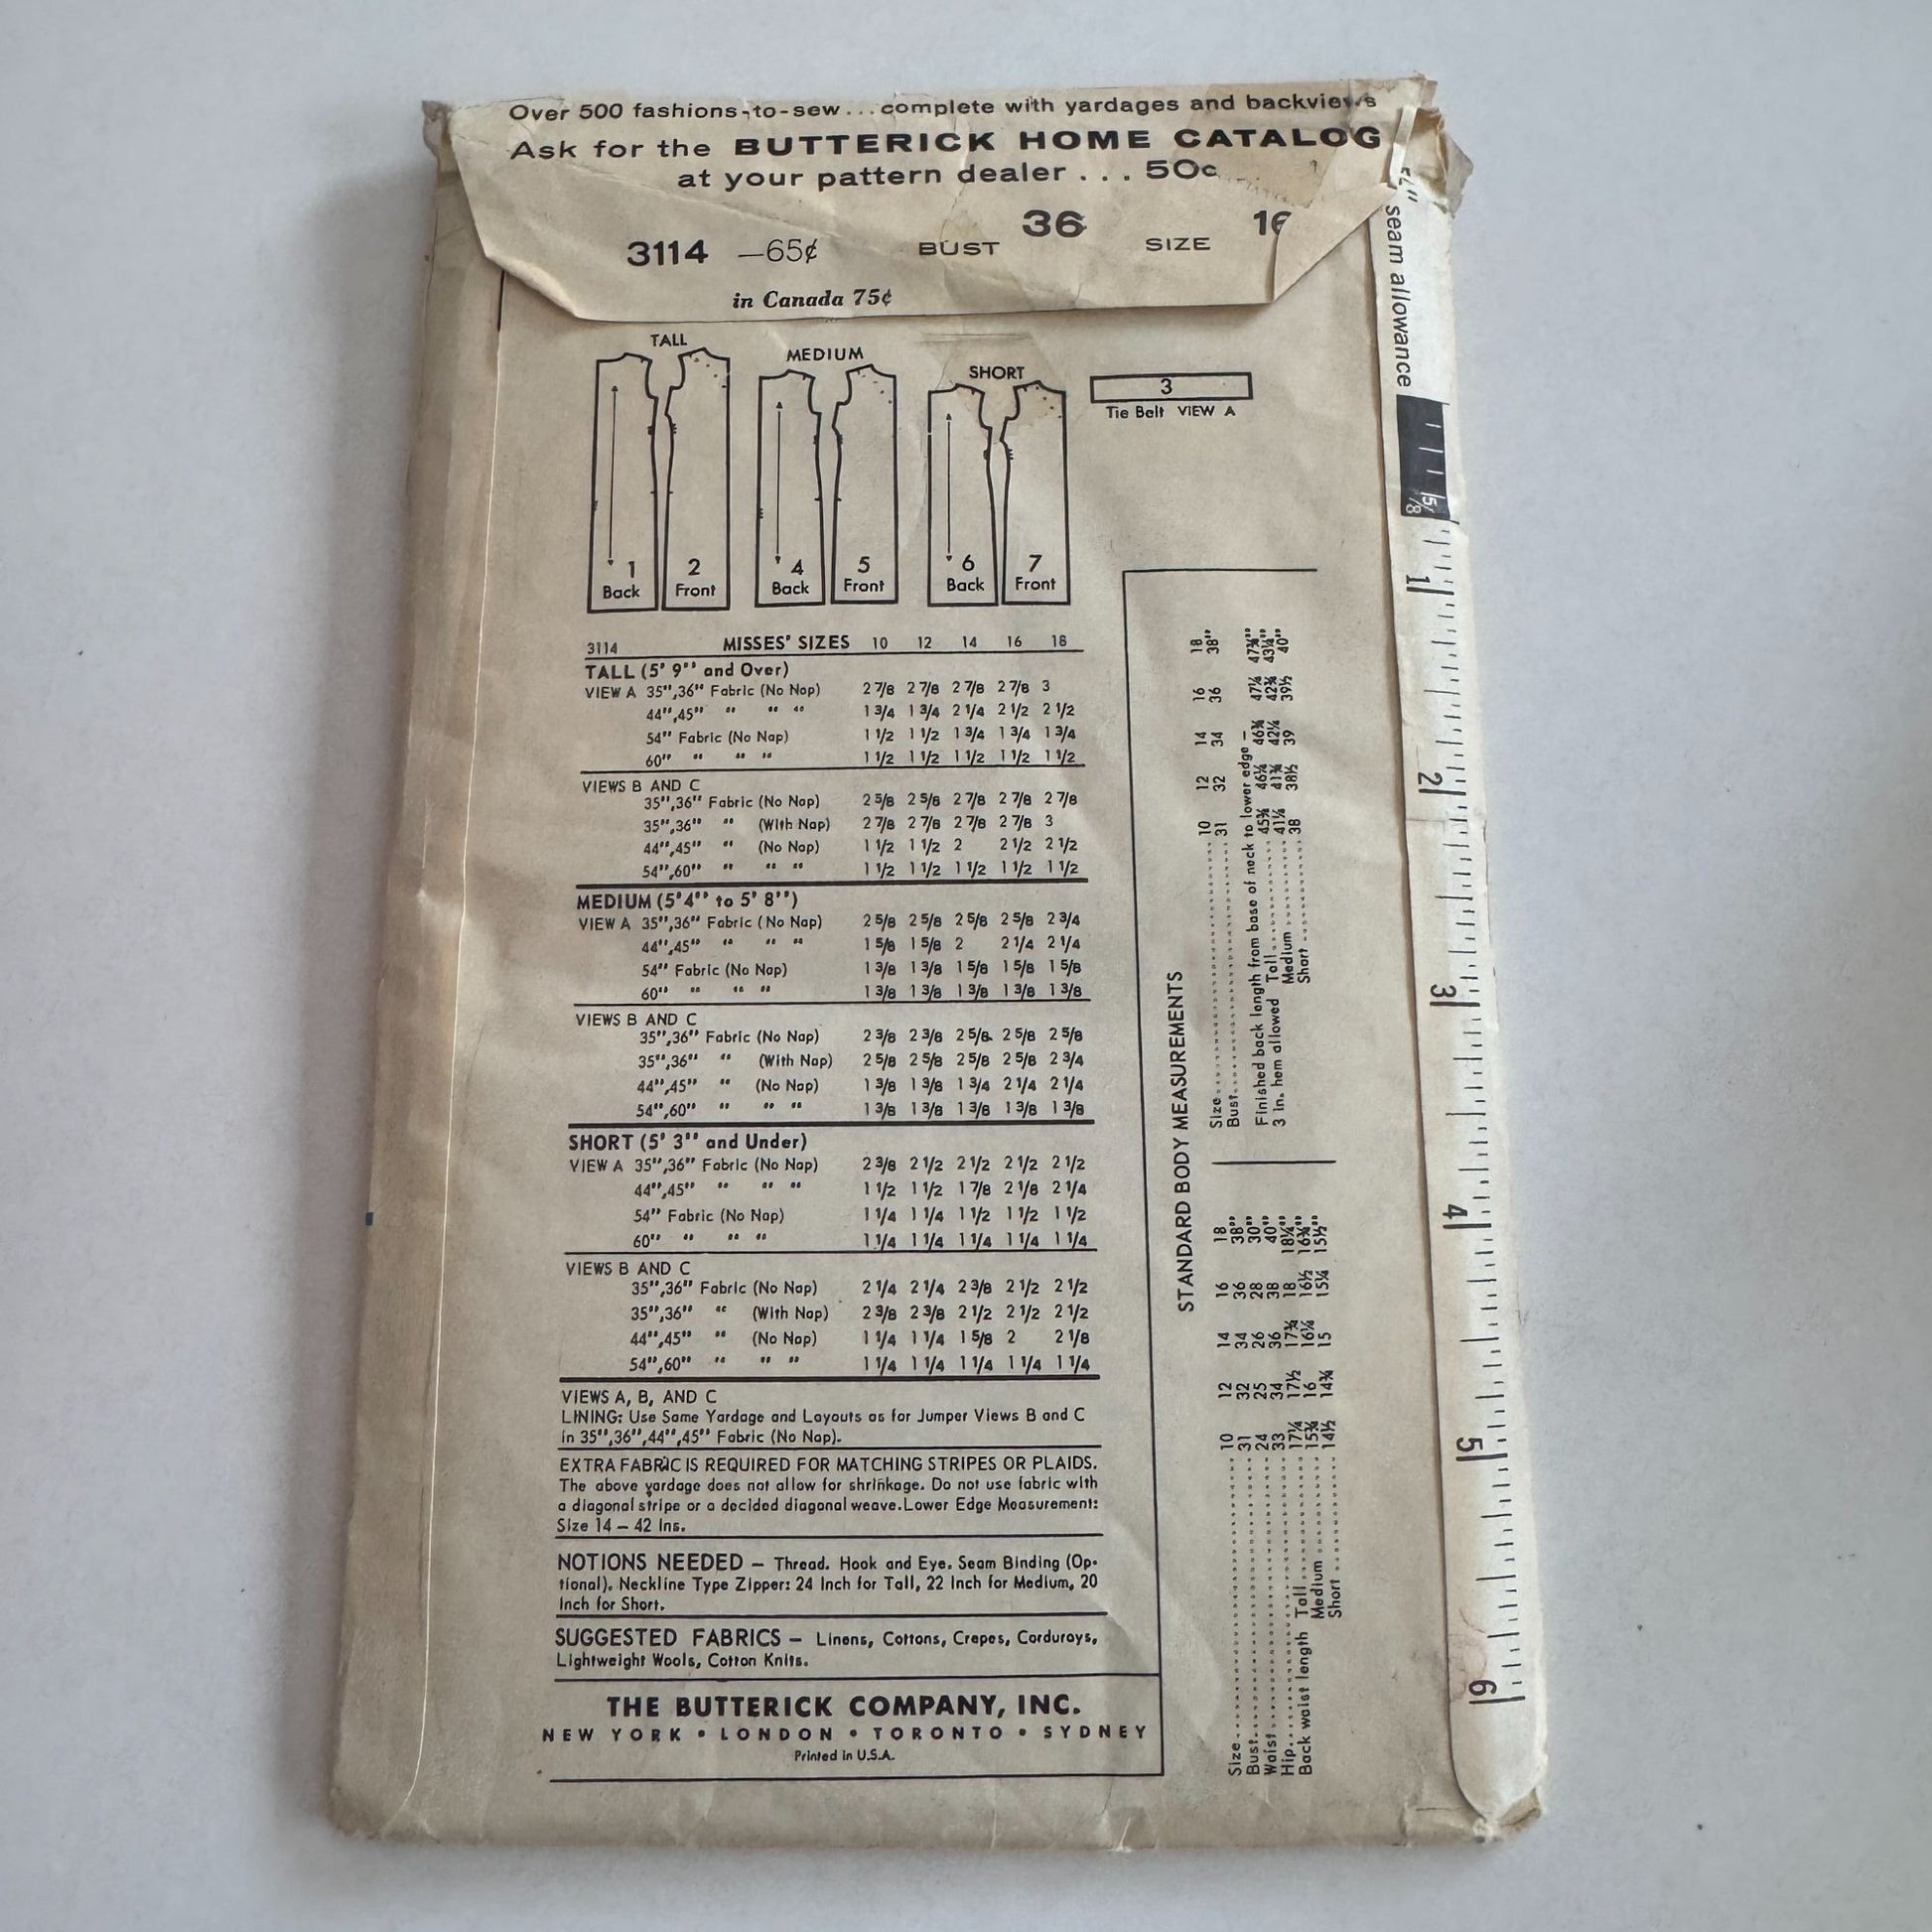 Over 500 fashions-to-sew...complete with yardages and backviews
Ask for the BUTTERICK HOME CATALOG
at your pattern dealer . . . 50¢
36
3114 —65¢ BUST SIZE 16
in Canada 75¢
seam allowance
5/8
1
2
3
4
5
6
TALL
MEDIUM
SHORT
1 Back
2 Front
4 Back
5 Front
6 Back
7 Front
3
Tie Belt VIEW A
3114 MISSES' SIZES 10 12 14 16 18
TALL (5' 9" and Over)
VIEW A 35",36" Fabric (No Nap) 2 7/8 2 7/8 2 7/8 2 7/8 3
44",45" " " " 1 3/4 1 3/4 2 1/4 2 1/2 2 1/2
54" Fabric (No Nap) 1 1/2 1 1/2 1 3/4 1 3/4 1 3/4
60" " " " 1 1/2 1 1/2 1 1/2 1 1/2 1 1/2
VIEWS B AND C
35",36" Fabric (No Nap) 2 5/8 2 5/8 2 7/8 2 7/8 2 7/8
35",36" " (With Nap) 2 7/8 2 7/8 2 7/8 2 7/8 3
44",45" " (No Nap) 1 1/2 1 1/2 2 2 1/2 2 1/2
54",60" " " " 1 1/2 1 1/2 1 1/2 1 1/2 1 1/2
MEDIUM (5'4" to 5' 8")
VIEW A 35",36" Fabric (No Nap) 2 5/8 2 5/8 2 5/8 2 5/8 2 3/4
44",45" " " " 1 5/8 1 5/8 2 2 1/4 2 1/4
54" Fabric (No Nap) 1 3/8 1 3/8 1 5/8 1 5/8 1 5/8
60" " " " 1 3/8 1 3/8 1 3/8 1 3/8 1 3/8
VIEWS B AND C
35",36" Fabric (No Nap) 2 3/8 2 3/8 2 5/8 2 5/8 2 5/8
35",36" " (With Nap) 2 5/8 2 5/8 2 5/8 2 5/8 2 3/4
44",45" " (No Nap) 1 3/8 1 3/8 1 3/4 2 1/4 2 1/4
54",60" " " " 1 3/8 1 3/8 1 3/8 1 3/8 1 3/8
SHORT (5' 3" and Under)
VIEW A 35",36" Fabric (No Nap) 2 3/8 2 1/2 2 1/2 2 1/2 2 1/2
44",45" " " " 1 1/2 1 1/2 1 7/8 2 1/8 2 1/4
54" Fabric (No Nap) 1 1/4 1 1/4 1 1/2 1 1/2 1 1/2
60" " " " 1 1/4 1 1/4 1 1/4 1 1/4 1 1/4
VIEWS B AND C
35",36" Fabric (No Nap) 2 1/4 2 1/4 2 3/8 2 1/2 2 1/2
35",36" " (With Nap) 2 3/8 2 3/8 2 1/2 2 1/2 2 1/2
44",45" " (No Nap) 1 1/4 1 1/4 1 5/8 2 2 1/8
54",60" " " " 1 1/4 1 1/4 1 1/4 1 1/4 1 1/4
VIEWS A, B, AND C
LINING: Use Same Yardage and Layouts as for Jumper Views B and C
in 35",36",44",45" Fabric (No Nap).
EXTRA FABRIC IS REQUIRED FOR MATCHING STRIPES OR PLAIDS.
The above yardage does not allow for shrinkage. Do not use fabric with
a diagonal stripe or a decided diagonal weave. Lower Edge Measurement:
Size 14 — 42 Ins.
NOTIONS NEEDED — Thread. Hook and Eye. Seam Binding (Op-
tional). Neckline Type Zipper: 24 Inch for Tall, 22 Inch for Medium, 20
Inch for Short.
SUGGESTED FABRICS — Linens, Cottons, Crepes, Corduroys,
Lightweight Wools, Cotton Knits.
THE BUTTERICK COMPANY, INC.
NEW YORK • LONDON • TORONTO • SYDNEY
Printed in U.S.A.
STANDARD BODY MEASUREMENTS
Size 10 12 14 16 18
Bust 31 32 34 36 38"
Waist 24 25 26 28 30"
Hip 33 34 36 38 40"
Back waist length Tall 17¼ 17½ 17¾ 18 18¼"
Medium 15¾ 16 16¼ 16½ 16¾"
Short 14½ 14¾ 15 15¼ 15½"
Size 10 12 14 16 18
Bust 31 32 34 36 38"
Finished back length from base of neck to lower edge —
3 in. hem allowed Tall 45¾ 46¼ 46¾ 47¼ 47¾"
Medium 41¼ 41¾ 42¼ 42¾ 43¼"
Short 38 38½ 39 39½ 40"